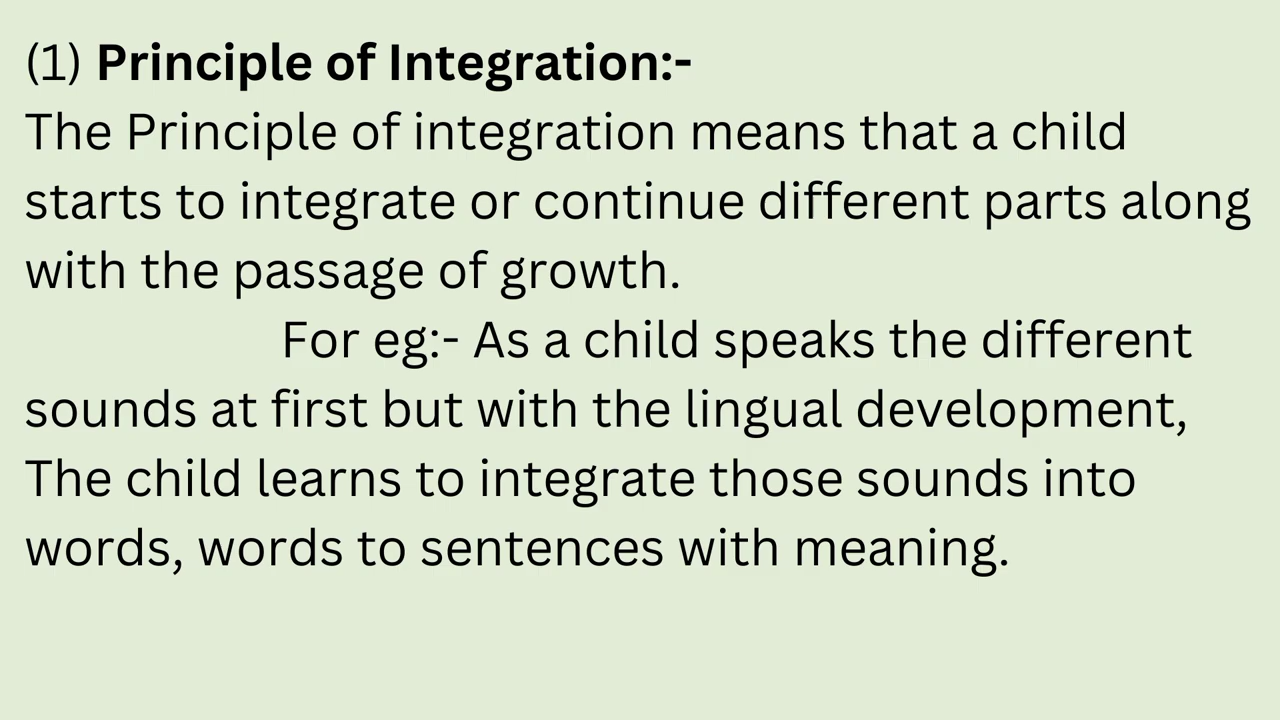 (1) Principle of Integration:-
The Principle of integration means that a child
starts to integrate or continue different parts along
with the passage of growth.
For eg:- As a child speaks the different
sounds at first but with the lingual development,
The child learns to integrate those sounds into
words, words to sentences with meaning.